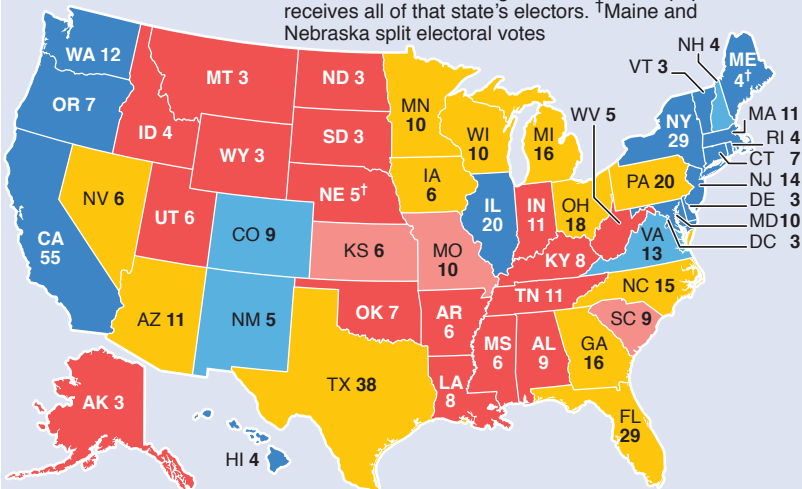 receives all of that state's electors. †Maine and
Nebraska split electoral votes
NH 4
VT 3
ME
4†
WA 12
MT 3
ND 3
MN
10
OR 7
ID 4
WY 3
SD 3
WI
10
MI
16
WV 5
NY
29
MA 11
RI 4
CT 7
NJ 14
DE 3
MD 10
DC 3
NV 6
UT 6
NE 5†
IA
6
IL
20
IN
11
OH
18
PA 20
CA
55
CO 9
KS 6
MO
10
KY 8
VA
13
AZ 11
NM 5
OK 7
AR
6
TN 11
NC 15
SC 9
MS
6
AL
9
GA
16
TX 38
LA
8
FL
29
AK 3
HI 4